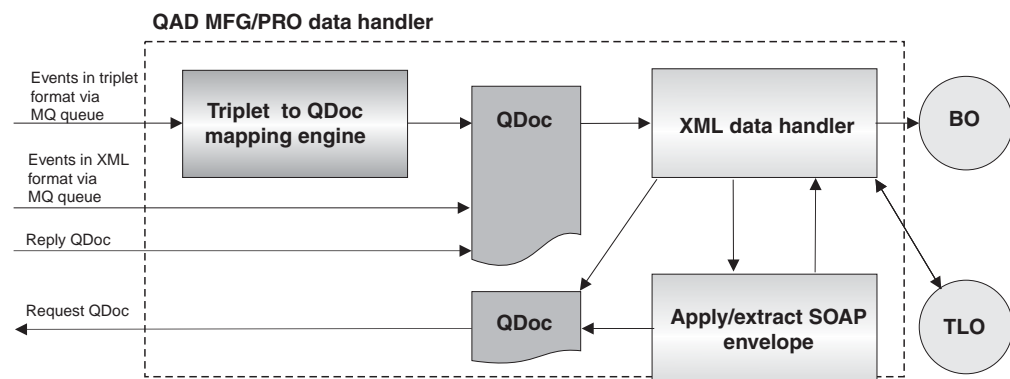 QAD MFG/PRO data handler
Events in triplet
format via
MQ queue
Triplet to QDoc
mapping engine
QDoc
XML data handler
BO
Events in XML
format via
MQ queue
Reply QDoc
Request QDoc
QDoc
Apply/extract SOAP
envelope
TLO